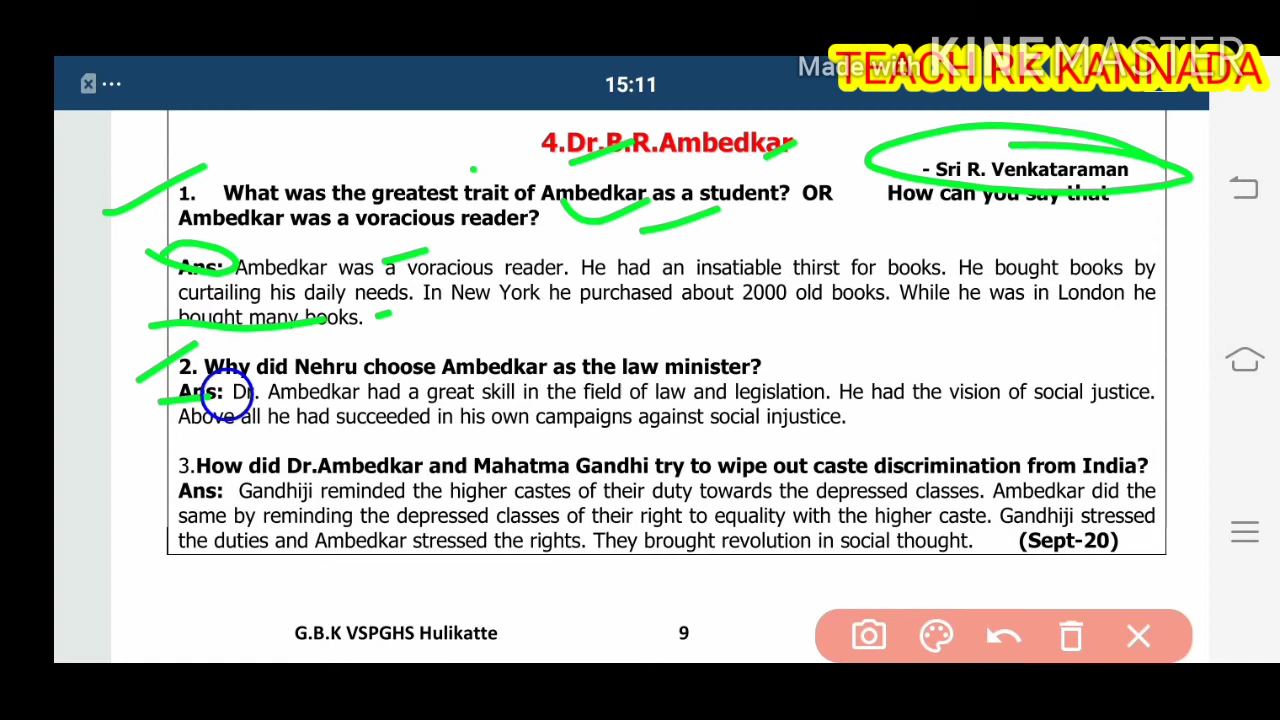 Made with KINEMASTER
TEACH RK KANNADA
15:11
4.Dr.B.R.Ambedkar
- Sri R. Venkataraman
1. What was the greatest trait of Ambedkar as a student? OR How can you say that
Ambedkar was a voracious reader?
Ans: Ambedkar was a voracious reader. He had an insatiable thirst for books. He bought books by
curtailing his daily needs. In New York he purchased about 2000 old books. While he was in London he
bought many books.
2. Why did Nehru choose Ambedkar as the law minister?
Ans: Dr. Ambedkar had a great skill in the field of law and legislation. He had the vision of social justice.
Above all he had succeeded in his own campaigns against social injustice.
3.How did Dr.Ambedkar and Mahatma Gandhi try to wipe out caste discrimination from India?
Ans: Gandhiji reminded the higher castes of their duty towards the depressed classes. Ambedkar did the
same by reminding the depressed classes of their right to equality with the higher caste. Gandhiji stressed
the duties and Ambedkar stressed the rights. They brought revolution in social thought. (Sept-20)
G.B.K VSPGHS Hulikatte 9